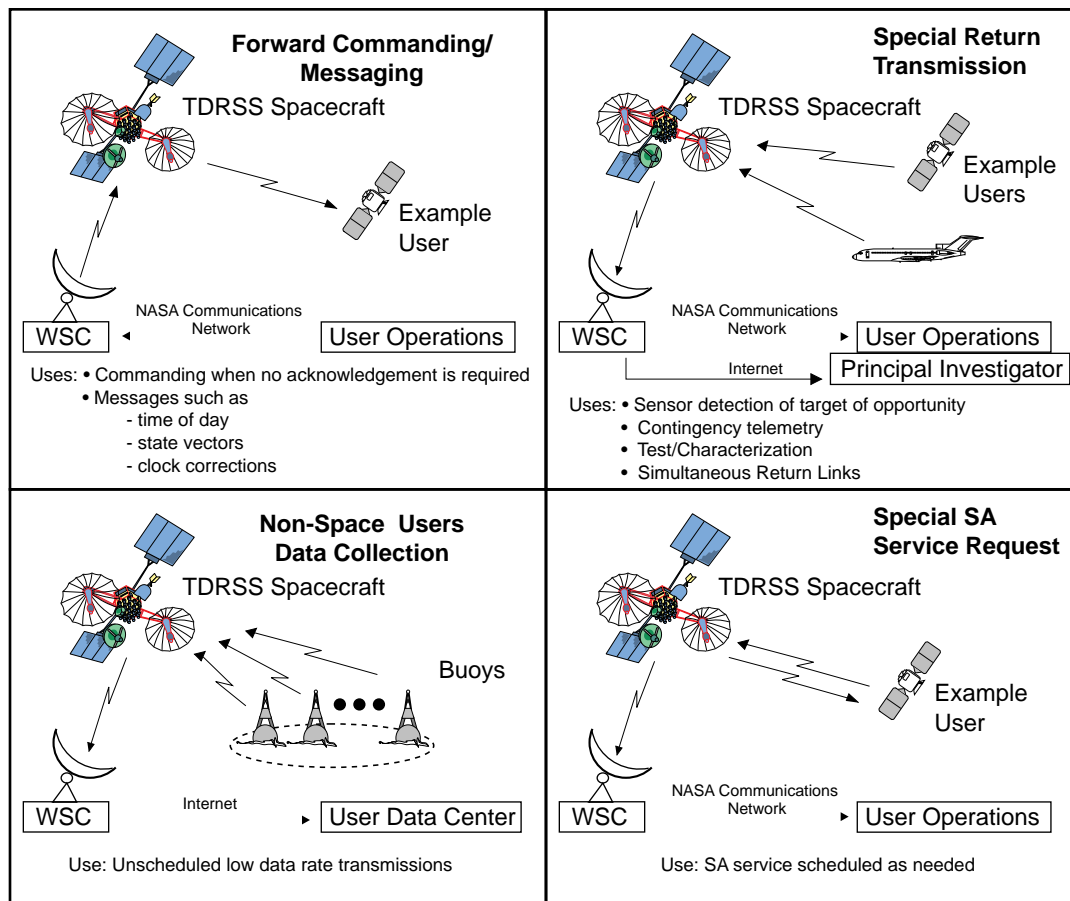 Forward Commanding/
Messaging
TDRSS Spacecraft
Example
User
NASA Communications
Network
WSC
User Operations
Uses: • Commanding when no acknowledgement is required
• Messages such as
- time of day
- state vectors
- clock corrections
Special Return
Transmission
TDRSS Spacecraft
Example
Users
NASA Communications
Network
WSC
User Operations
Internet
Principal Investigator
Uses: • Sensor detection of target of opportunity
• Contingency telemetry
• Test/Characterization
• Simultaneous Return Links
Non-Space Users
Data Collection
TDRSS Spacecraft
Buoys
Internet
WSC
User Data Center
Use: Unscheduled low data rate transmissions
Special SA
Service Request
TDRSS Spacecraft
Example
User
NASA Communications
Network
WSC
User Operations
Use: SA service scheduled as needed